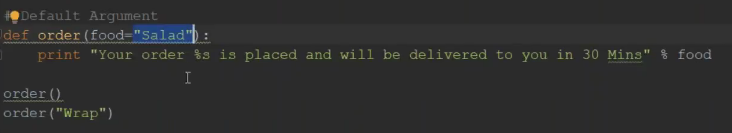 # Default Argument
def order(food="Salad"):
    print "Your order %s is placed and will be delivered to you in 30 Mins" % food
order()
order("Wrap")